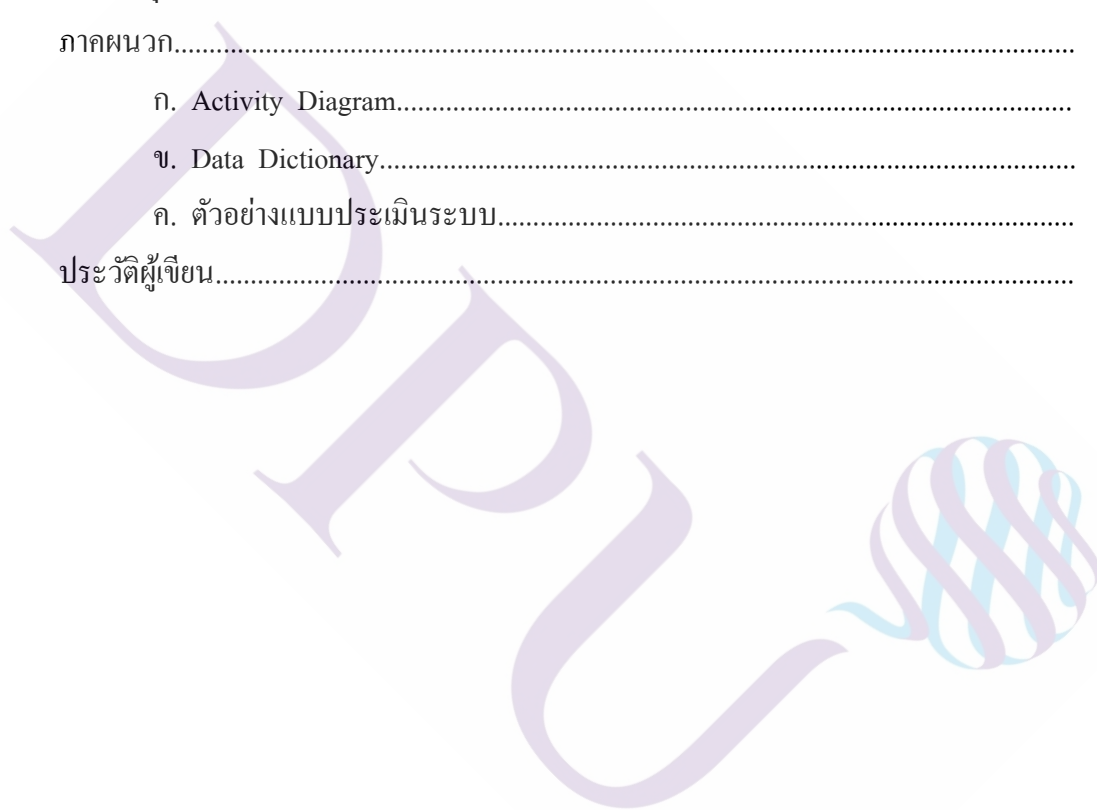 ภาคผนวก........................................................................................................................
ก. Activity Diagram..............................................................................................
ข. Data Dictionary................................................................................................
ค. ตัวอย่างแบบประเมินระบบ................................................................................
ประวัติผู้เขียน......................................................................................................................
DPU